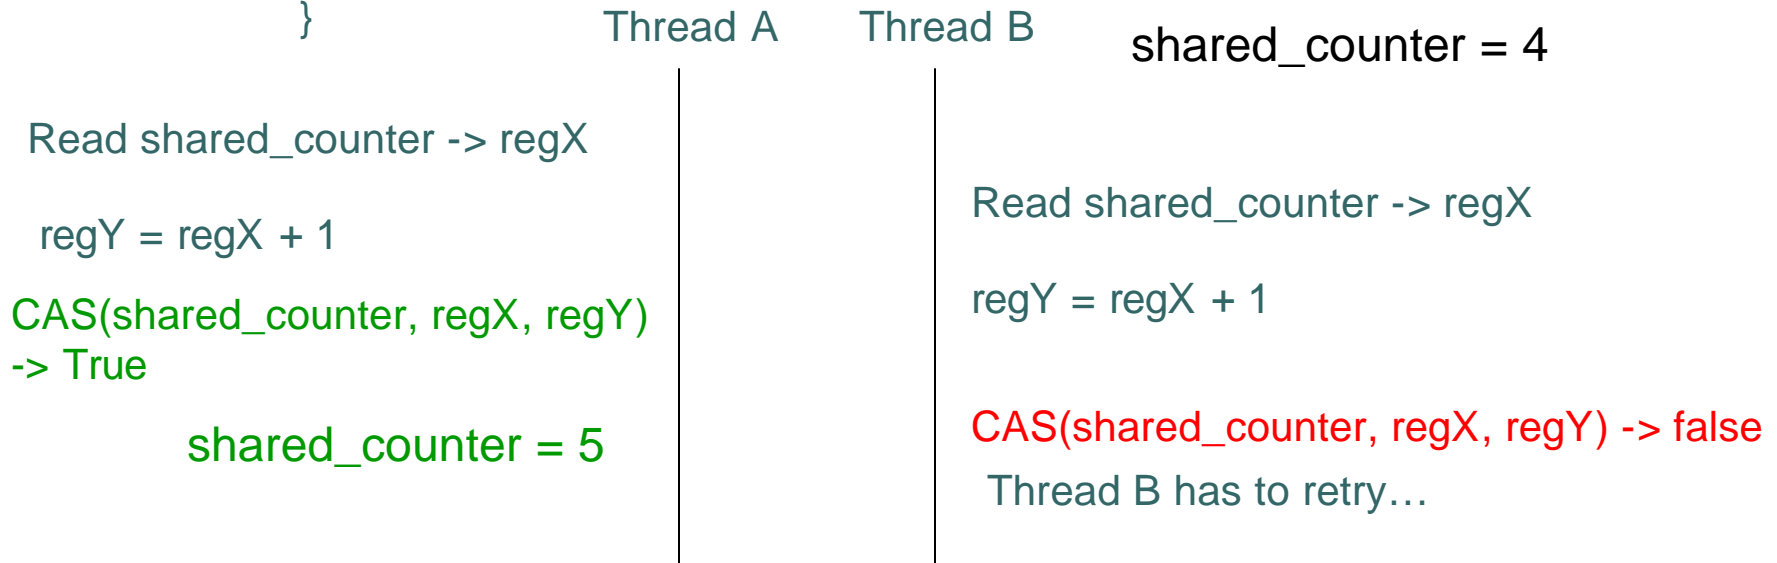 }
Thread A
Thread B
shared_counter = 4
Read shared_counter -> regX
Read shared_counter -> regX
regY = regX + 1
regY = regX + 1
CAS(shared_counter, regX, regY)
-> True
CAS(shared_counter, regX, regY) -> false
shared_counter = 5
Thread B has to retry…